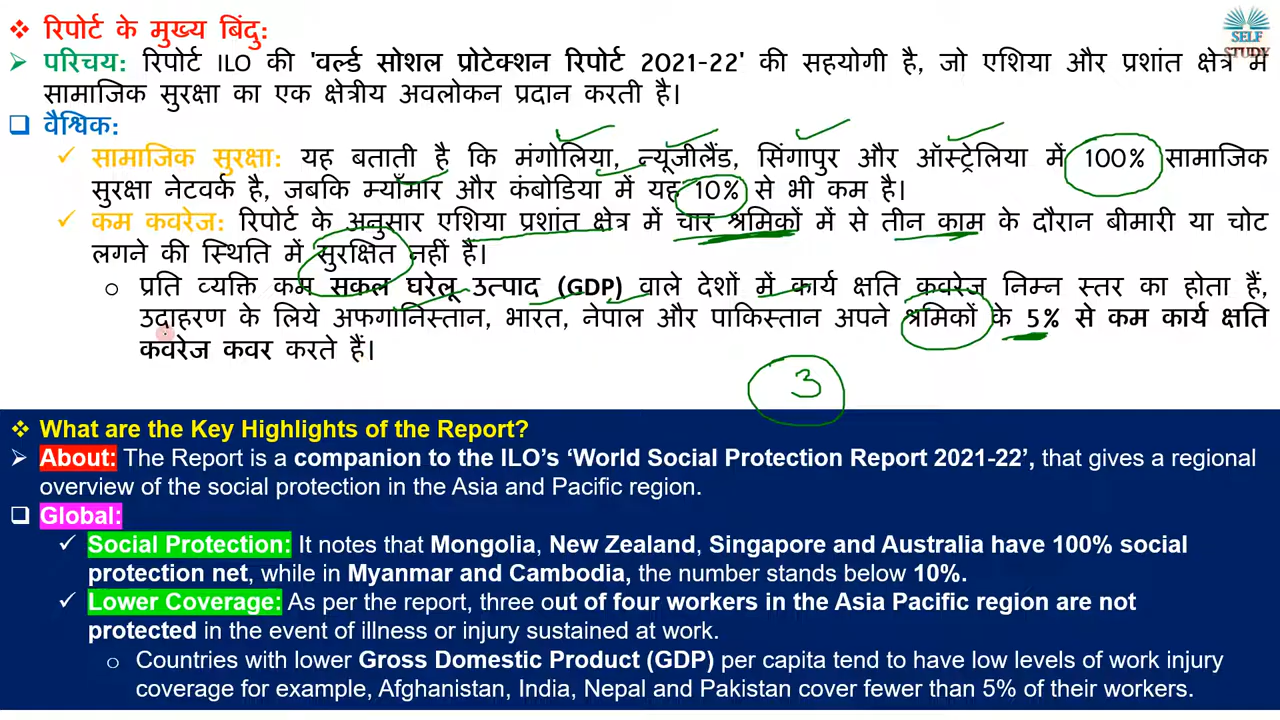 ❖ रिपोर्ट के मुख्य बिंदु:
SELF
STUDY
➤ परिचय: रिपोर्ट ILO की 'वर्ल्ड सोशल प्रोटेक्शन रिपोर्ट 2021-22' की सहयोगी है, जो एशिया और प्रशांत क्षेत्र में
सामाजिक सुरक्षा का एक क्षेत्रीय अवलोकन प्रदान करती है।
❑ वैश्विक:
✓ सामाजिक सुरक्षा: यह बताती है कि मंगोलिया, न्यूजीलैंड, सिंगापुर और ऑस्ट्रेलिया में 100% सामाजिक
सुरक्षा नेटवर्क है, जबकि म्याँमार और कंबोडिया में यह 10% से भी कम है।
✓ कम कवरेज: रिपोर्ट के अनुसार एशिया प्रशांत क्षेत्र में चार श्रमिकों में से तीन काम के दौरान बीमारी या चोट
लगने की स्थिति में सुरक्षित नहीं हैं।
o प्रति व्यक्ति कम सकल घरेलू उत्पाद (GDP) वाले देशों में कार्य क्षति कवरेज निम्न स्तर का होता हैं,
उदाहरण के लिये अफगानिस्तान, भारत, नेपाल और पाकिस्तान अपने श्रमिकों के 5% से कम कार्य क्षति
कवरेज कवर करते हैं।
3
❖ What are the Key Highlights of the Report?
➤ About: The Report is a companion to the ILO's 'World Social Protection Report 2021-22', that gives a regional
overview of the social protection in the Asia and Pacific region.
❑ Global:
✓ Social Protection: It notes that Mongolia, New Zealand, Singapore and Australia have 100% social
protection net, while in Myanmar and Cambodia, the number stands below 10%.
✓ Lower Coverage: As per the report, three out of four workers in the Asia Pacific region are not
protected in the event of illness or injury sustained at work.
o Countries with lower Gross Domestic Product (GDP) per capita tend to have low levels of work injury
coverage for example, Afghanistan, India, Nepal and Pakistan cover fewer than 5% of their workers.